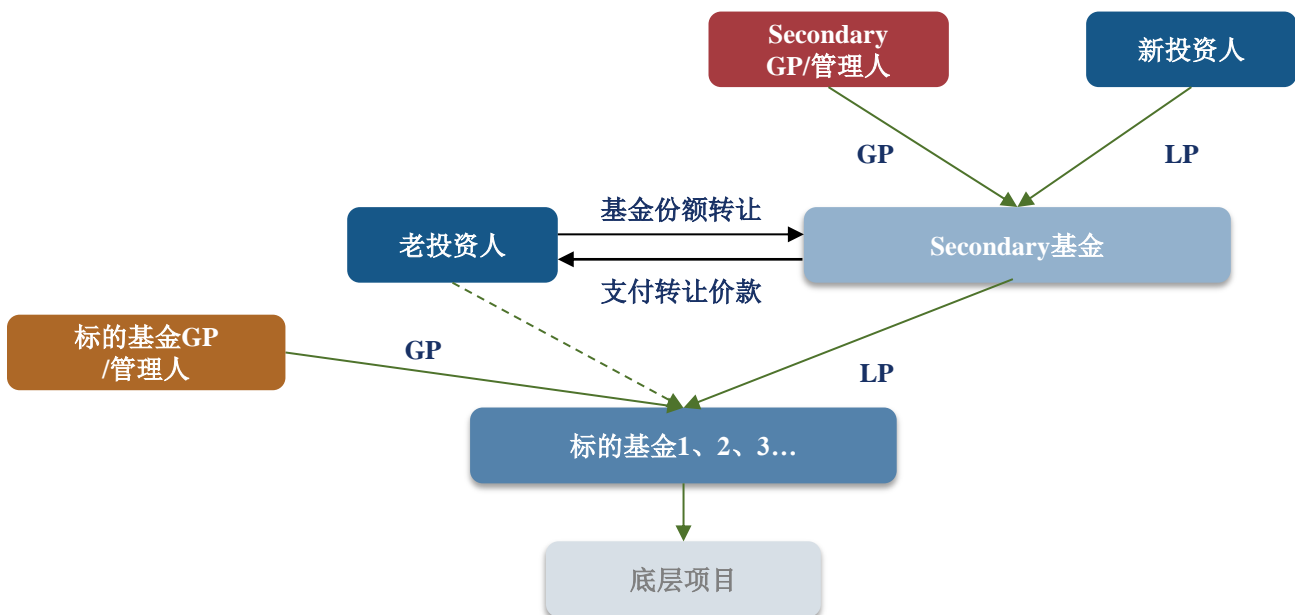 Secondary
GP/管理人
新投资人
GP
LP
基金份额转让
老投资人
Secondary基金
支付转让价款
标的基金GP
/管理人
GP
LP
标的基金1、2、3...
底层项目